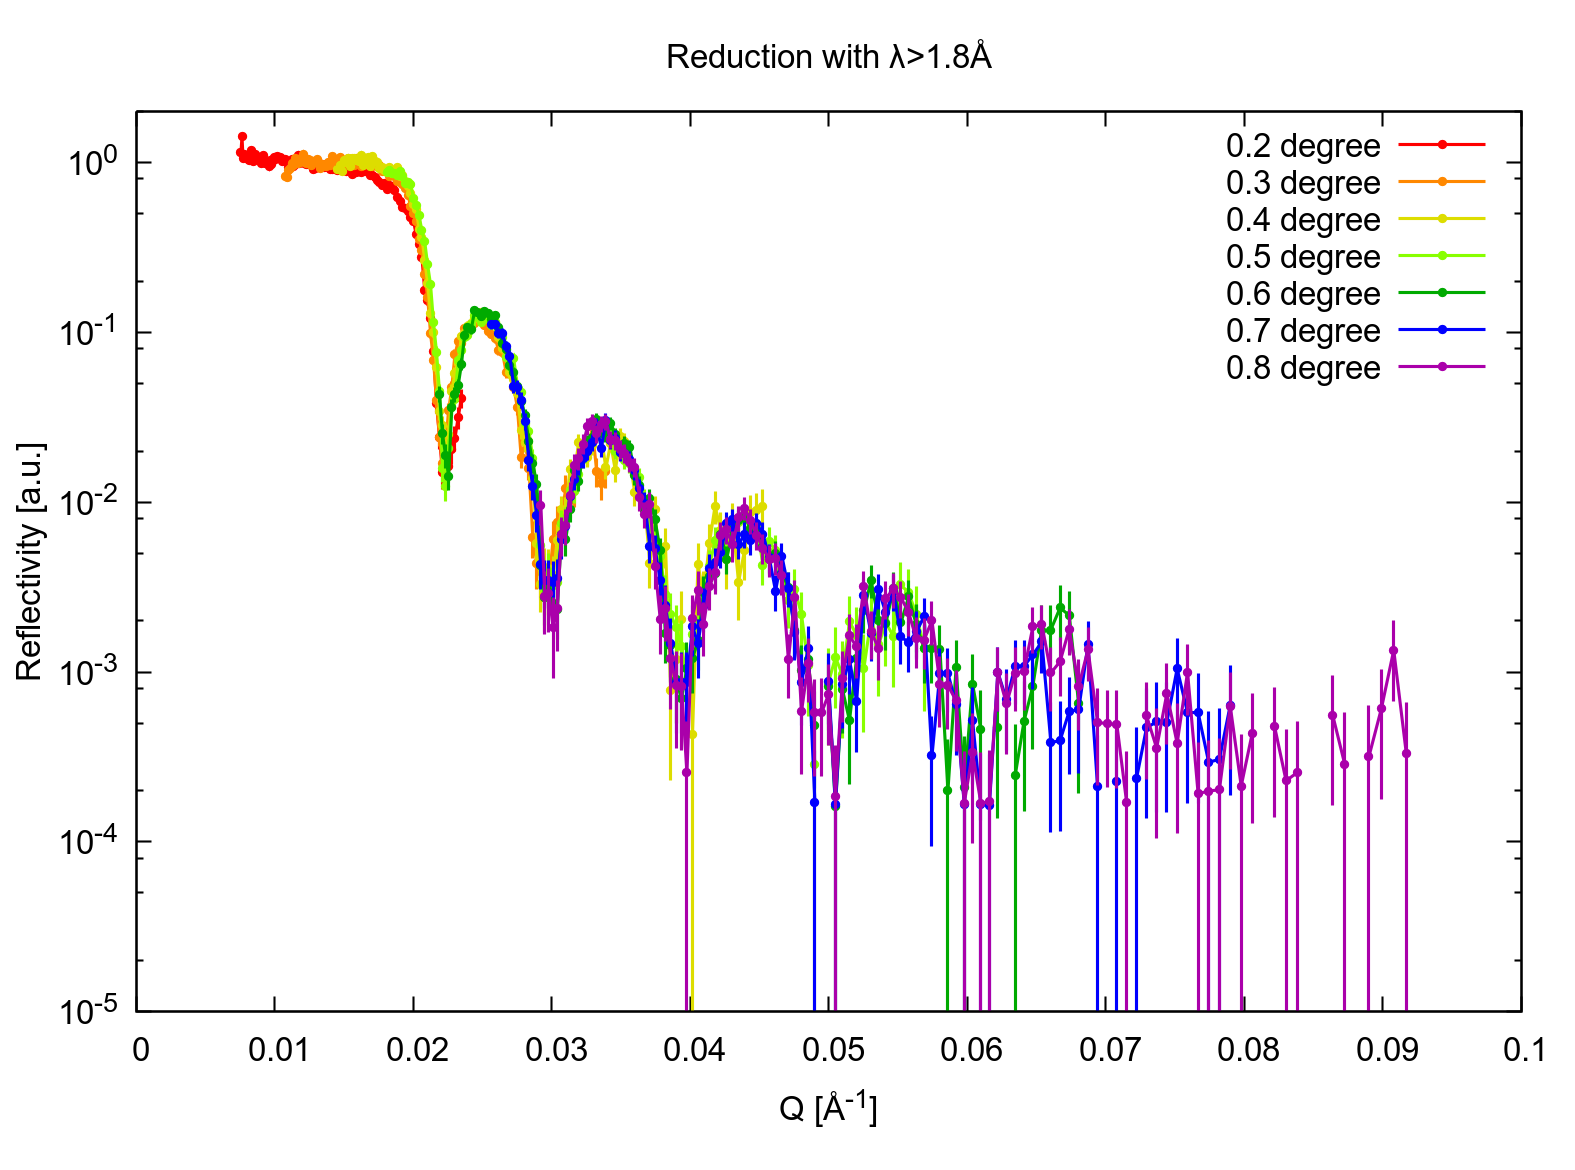 Reduction with λ>1.8Å
0.2 degree
0.3 degree
0.4 degree
0.5 degree
0.6 degree
0.7 degree
0.8 degree
10⁰
10⁻¹
10⁻²
10⁻³
10⁻⁴
10⁻⁵
Reflectivity [a.u.]
0 0.01 0.02 0.03 0.04 0.05 0.06 0.07 0.08 0.09 0.1
Q [Å⁻¹]